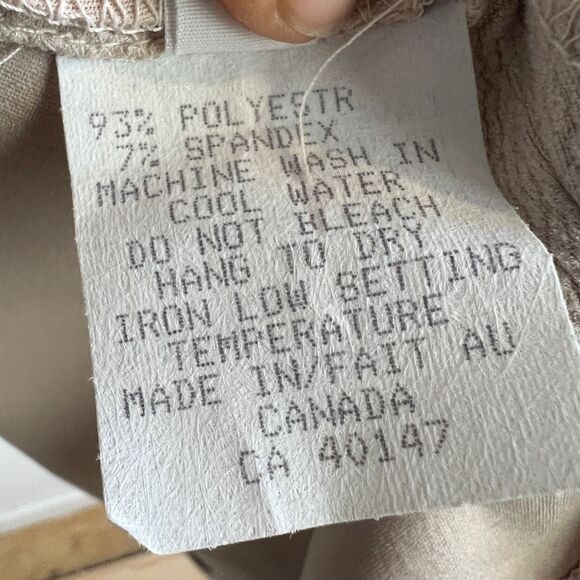 93% POLYESTR
7% SPANDEX
MACHINE WASH IN
COOL WATER
DO NOT BLEACH
HANG TO DRY
IRON LOW SETTING
TEMPERATURE
MADE IN/FAIT AU
CANADA
CA 40147